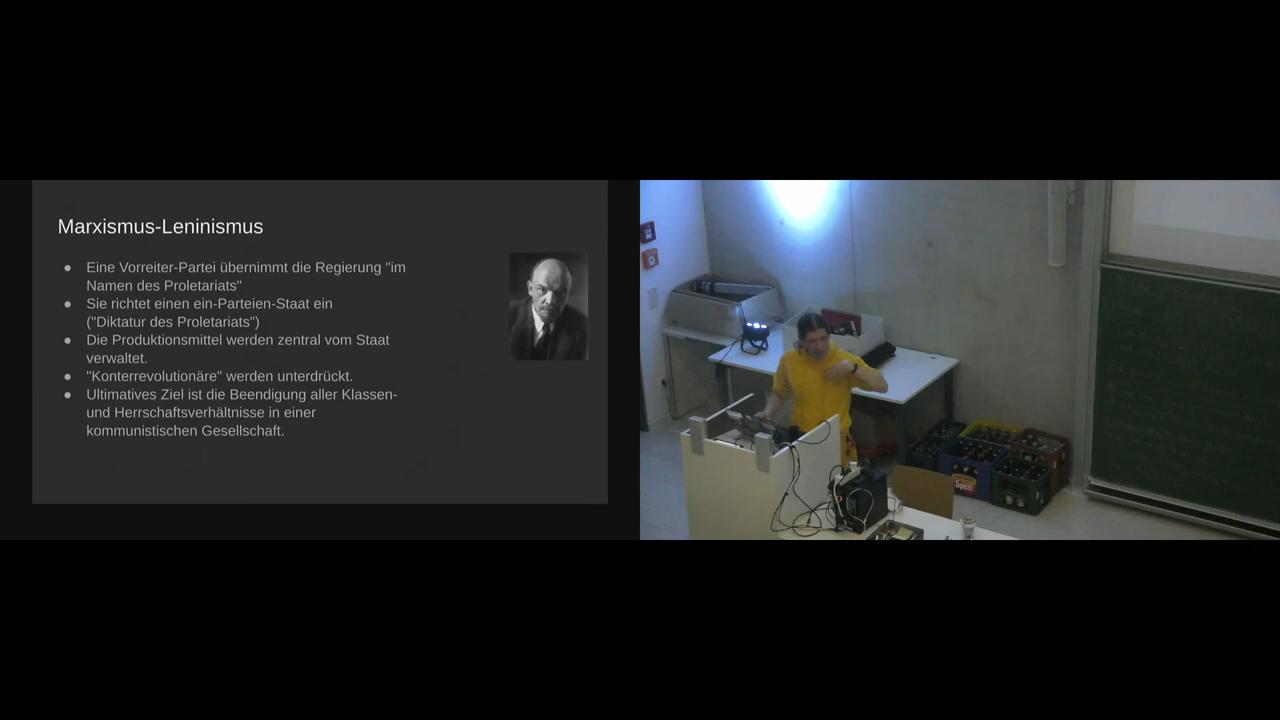 Marxismus-Leninismus
● Eine Vorreiter-Partei übernimmt die Regierung "im
Namen des Proletariats"
● Sie richtet einen ein-Parteien-Staat ein
("Diktatur des Proletariats")
● Die Produktionsmittel werden zentral vom Staat
verwaltet.
● "Konterrevolutionäre" werden unterdrückt.
● Ultimatives Ziel ist die Beendigung aller Klassen-
und Herrschaftsverhältnisse in einer
kommunistischen Gesellschaft.
Spezi